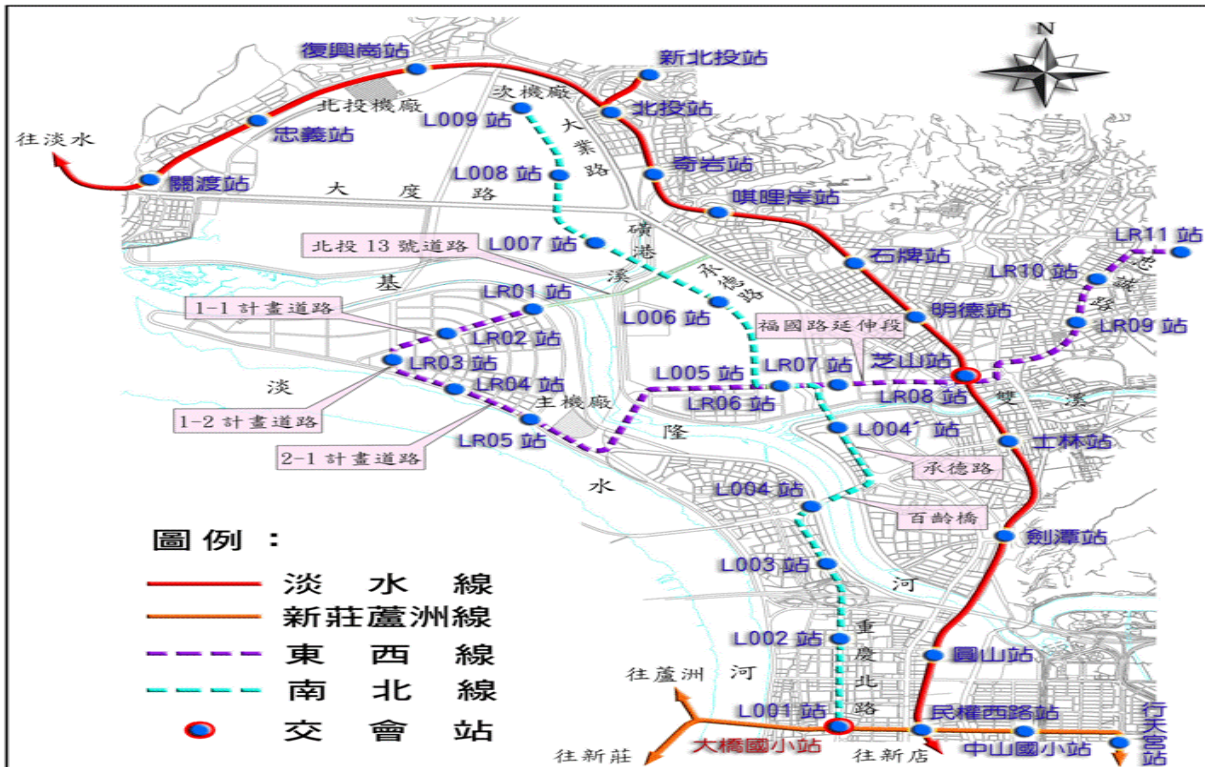 N
復興崗站
新北投站
北投機廠
次機廠
北投站
L009 站
忠義站
大業路
往淡水
L008 站
奇岩站
關渡站
大度路
唭哩岸站
北投 13 號道路
L007 站
磺港溪
石牌站
LR11 站
LR10 站
承德路
基
LR01 站
1-1 計畫道路
LR02 站
L006 站
明德站
福國路延伸段
LR09 站
LR03 站
淡
LR04 站
L005 站
LR07 站
芝山站
LR06 站
LR08 站
雙溪
主機廠
1-2 計畫道路
LR05 站
隆
L004ˊ 站
士林站
2-1 計畫道路
承德路
水
L004 站
百齡橋
劍潭站
圖例：
L003 站
河
淡水線
新莊蘆洲線
L002 站
重慶北路
東西線
圓山站
往蘆洲
河
南北線
L001 站
民權西路站
行天宮站
交會站
大橋國小站
中山國小站
往新莊
往新店